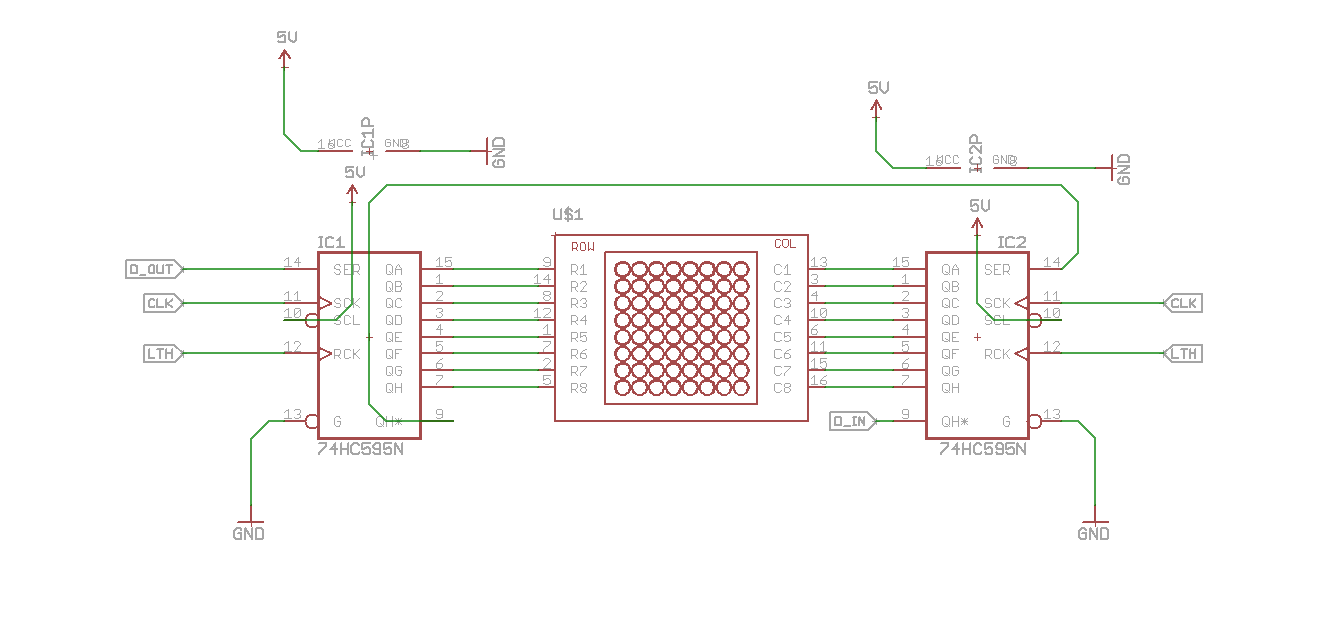 5V
5V
16 VCC IC1P GND 8 GND
16 VCC IC2P GND 8 GND
5V
5V
U$1
IC1
IC2
ROW COL
D_OUT 14 SER QA 15 9 R1 C1 13 15 QA SER 14
QB 1 14 R2 C2 3 1 QB
CLK 11 SCK QC 2 8 R3 C3 4 2 QC SCK 11 CLK
10 SCL QD 3 12 R4 C4 10 3 QD SCL 10
QE 4 1 R5 C5 6 4 QE
LTH 12 RCK QF 5 7 R6 C6 11 5 QF RCK 12 LTH
QG 6 2 R7 C7 15 6 QG
QH 7 5 R8 C8 16 7 QH
13 G QH* 9 D_IN 9 QH* G 13
74HC595N
74HC595N
GND
GND